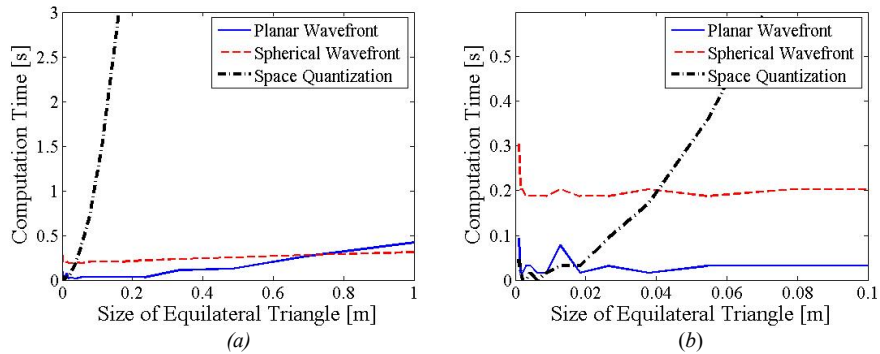 Computation Time [s]
3
2.5
2
1.5
1
0.5
0
Planar Wavefront
Spherical Wavefront
Space Quantization
0 0.2 0.4 0.6 0.8 1
Size of Equilateral Triangle [m]
(a)
Computation Time [s]
0.5
0.4
0.3
0.2
0.1
0
Planar Wavefront
Spherical Wavefront
Space Quantization
0 0.02 0.04 0.06 0.08 0.1
Size of Equilateral Triangle [m]
(b)